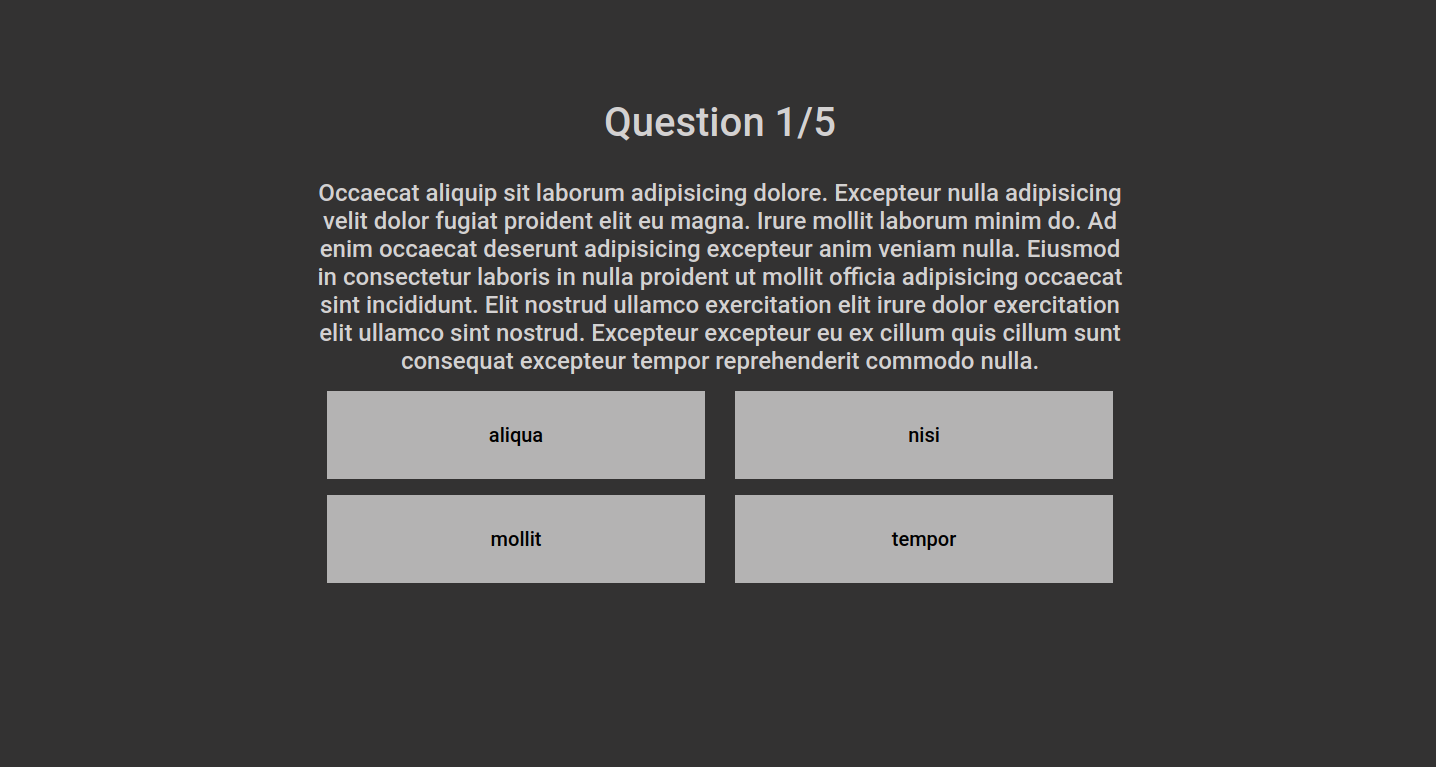 Question 1/5
Occaecat aliquip sit laborum adipisicing dolore. Excepteur nulla adipisicing
velit dolor fugiat proident elit eu magna. Irure mollit laborum minim do. Ad
enim occaecat deserunt adipisicing excepteur anim veniam nulla. Eiusmod
in consectetur laboris in nulla proident ut mollit officia adipisicing occaecat
sint incididunt. Elit nostrud ullamco exercitation elit irure dolor exercitation
elit ullamco sint nostrud. Excepteur excepteur eu ex cillum quis cillum sunt
consequat excepteur tempor reprehenderit commodo nulla.
aliqua
nisi
mollit
tempor